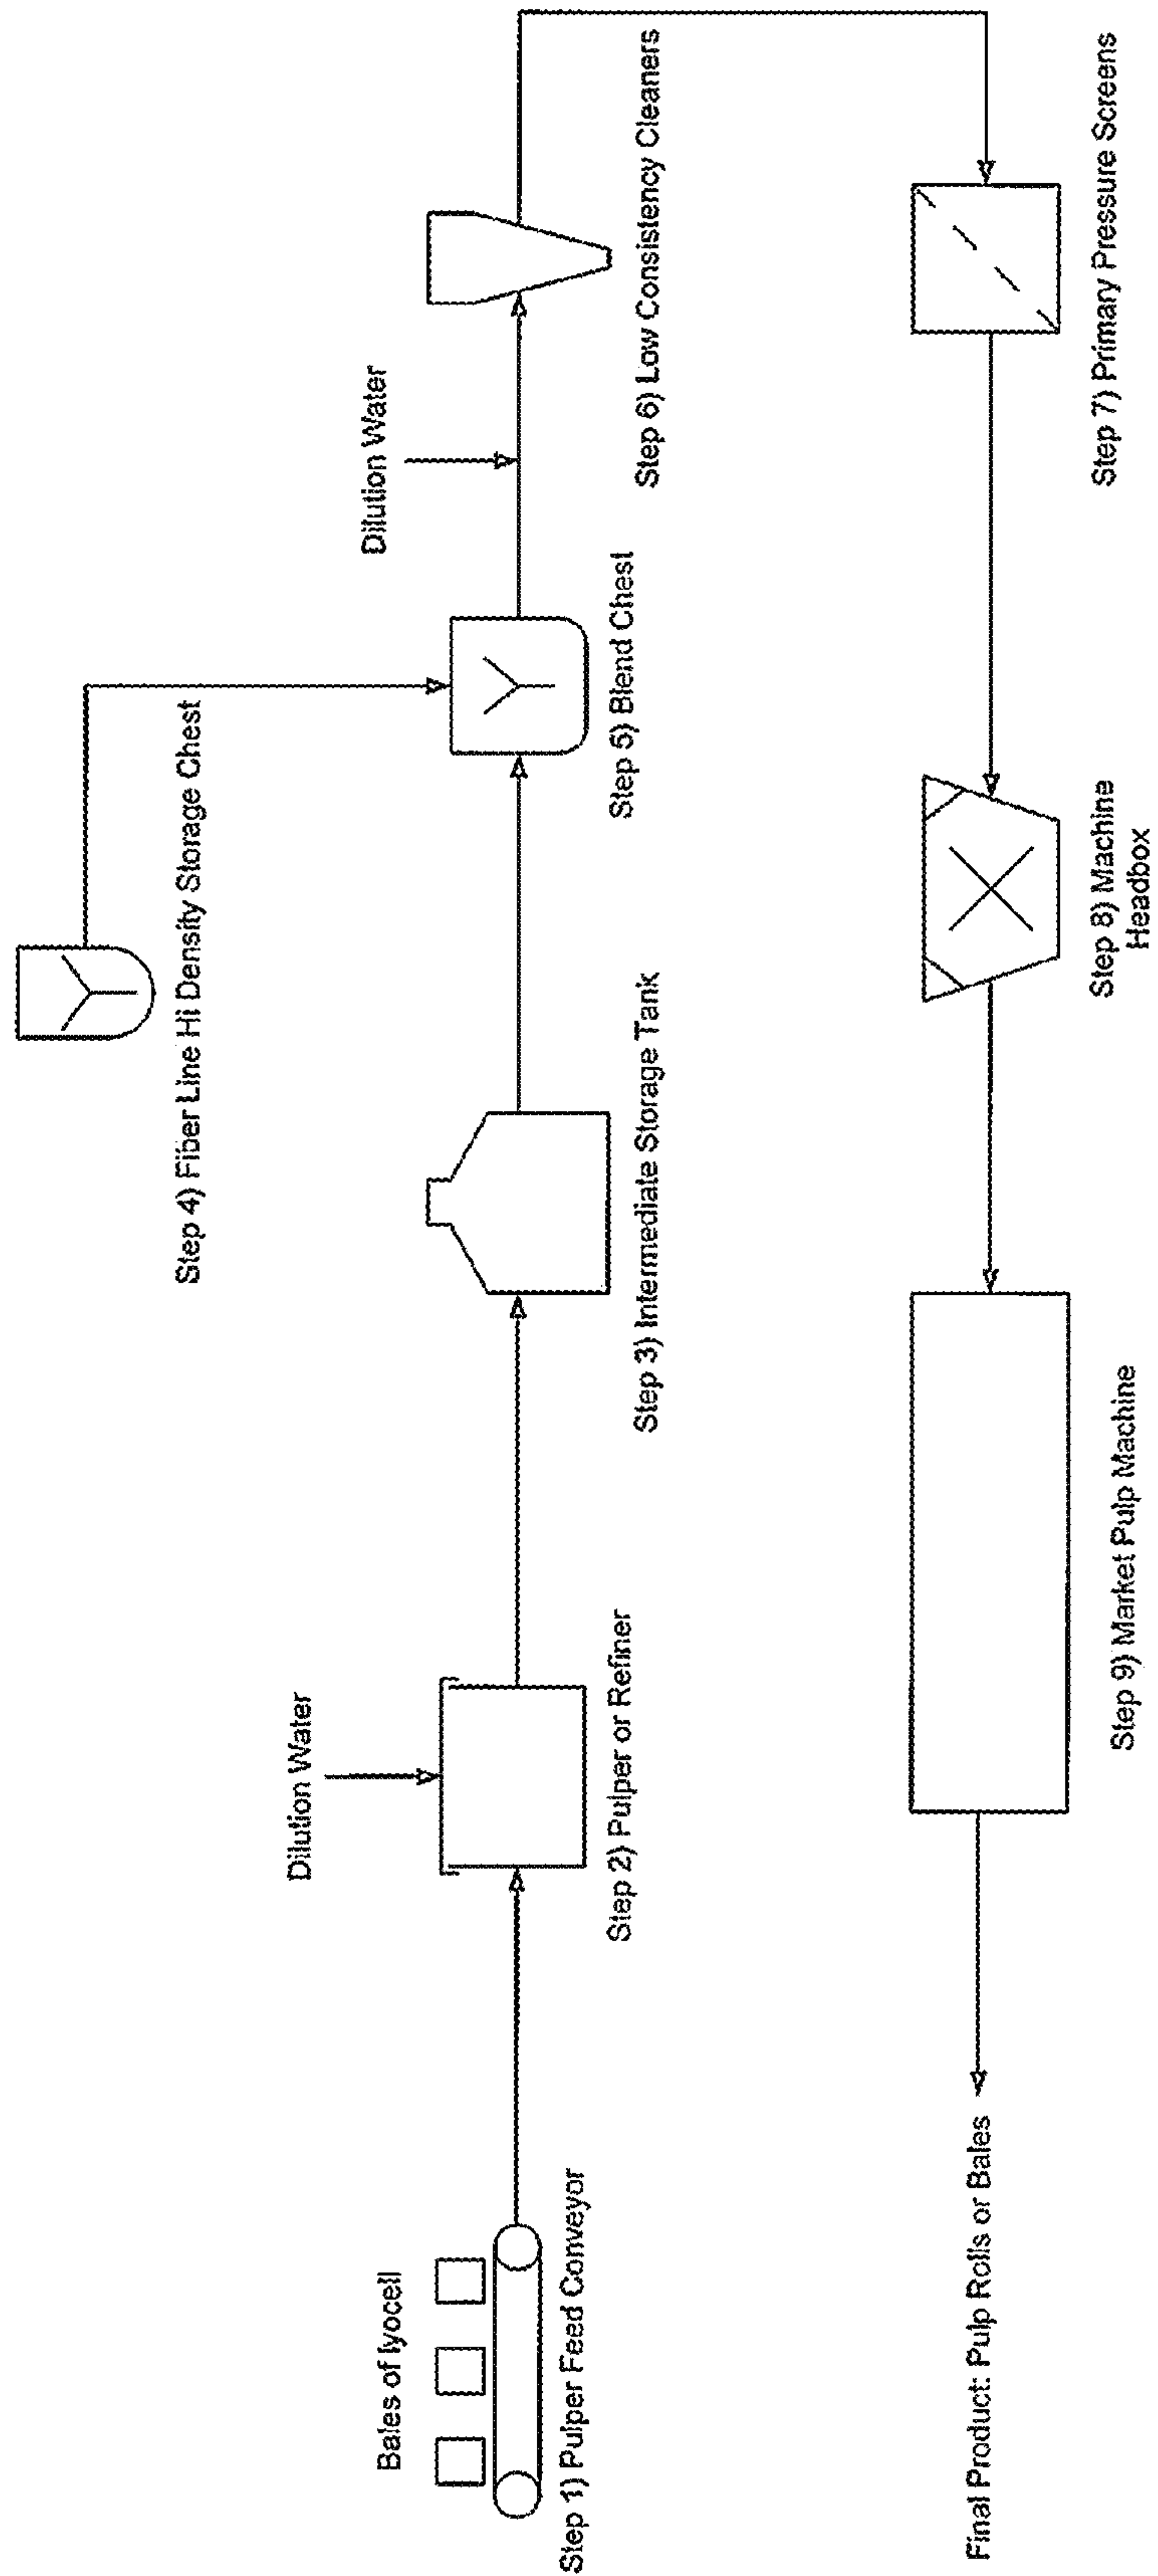 Step 4) Fiber Line Hi Density Storage Chest
Dilution Water
Dilution Water
Bales of lyocell
Step 1) Pulper Feed Conveyor
Step 2) Pulper or Refiner
Step 3) Intermediate Storage Tank
Step 5) Blend Chest
Step 6) Low Consistency Cleaners
Final Product: Pulp Rolls or Bales
Step 9) Market Pulp Machine
Step 8) Machine
Headbox
Step 7) Primary Pressure Screens